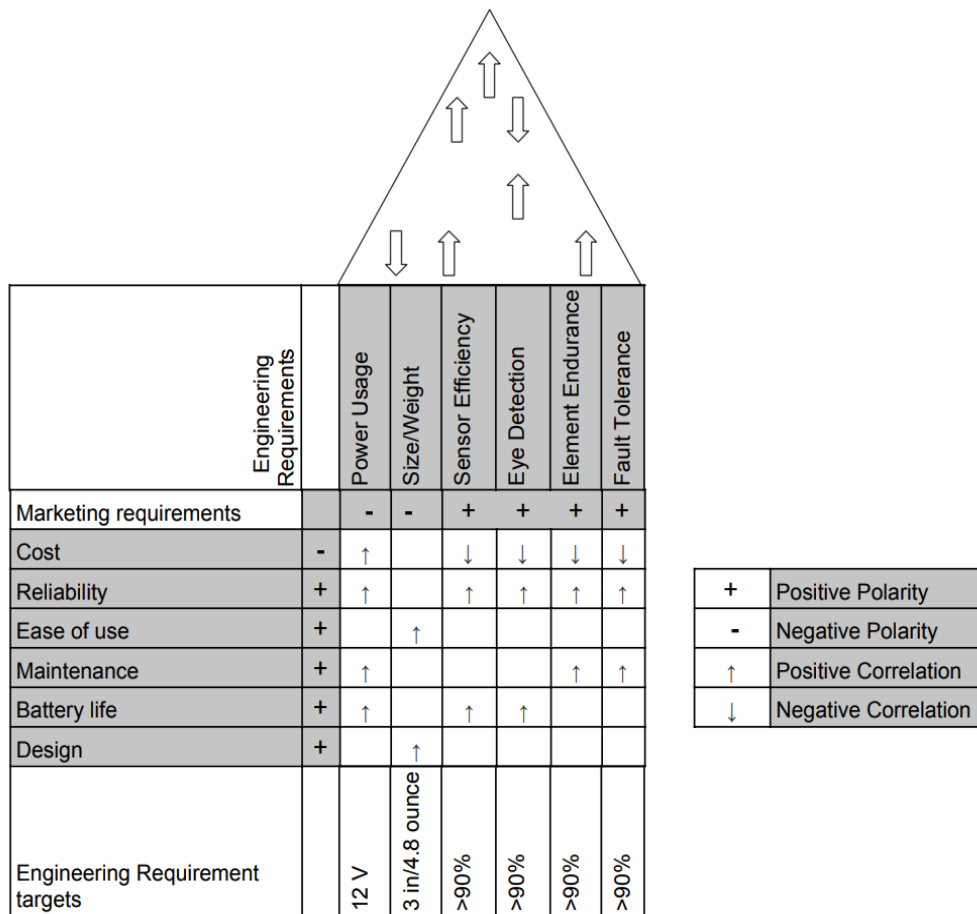 Engineering
Requirements
Power Usage
Size/Weight
Sensor Efficiency
Eye Detection
Element Endurance
Fault Tolerance
Marketing requirements - - + + + +
Cost - ↑ ↓ ↓ ↓ ↓
Reliability + ↑ ↑ ↑ ↑ ↑
Ease of use + ↑
Maintenance + ↑ ↑ ↑
Battery life + ↑ ↑ ↑
Design + ↑
Engineering Requirement
targets
12 V
3 in/4.8 ounce
>90%
>90%
>90%
>90%
+ Positive Polarity
- Negative Polarity
↑ Positive Correlation
↓ Negative Correlation